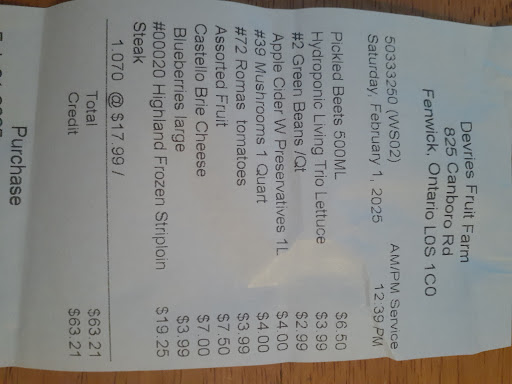 Devries Fruit Farm
825 Canboro Rd
Fenwick, Ontario L0S 1C0
50333250 (WS02) AM/PM Service
Saturday, February 1, 2025 12:39 PM
Pickled Beets 500ML $6.50
Hydroponic Living Trio Lettuce $3.99
#2 Green Beans /Qt $2.99
Apple Cider W Preservatives 1L $4.00
#39 Mushrooms 1 Quart $4.00
#72 Romas tomatoes $3.99
Assorted Fruit $7.50
Castello Brie Cheese $7.00
Blueberries large $3.99
#00020 Highland Frozen Striploin $19.25
Steak
1.070 @ $17.99 /
Total $63.21
Credit $63.21
Purchase